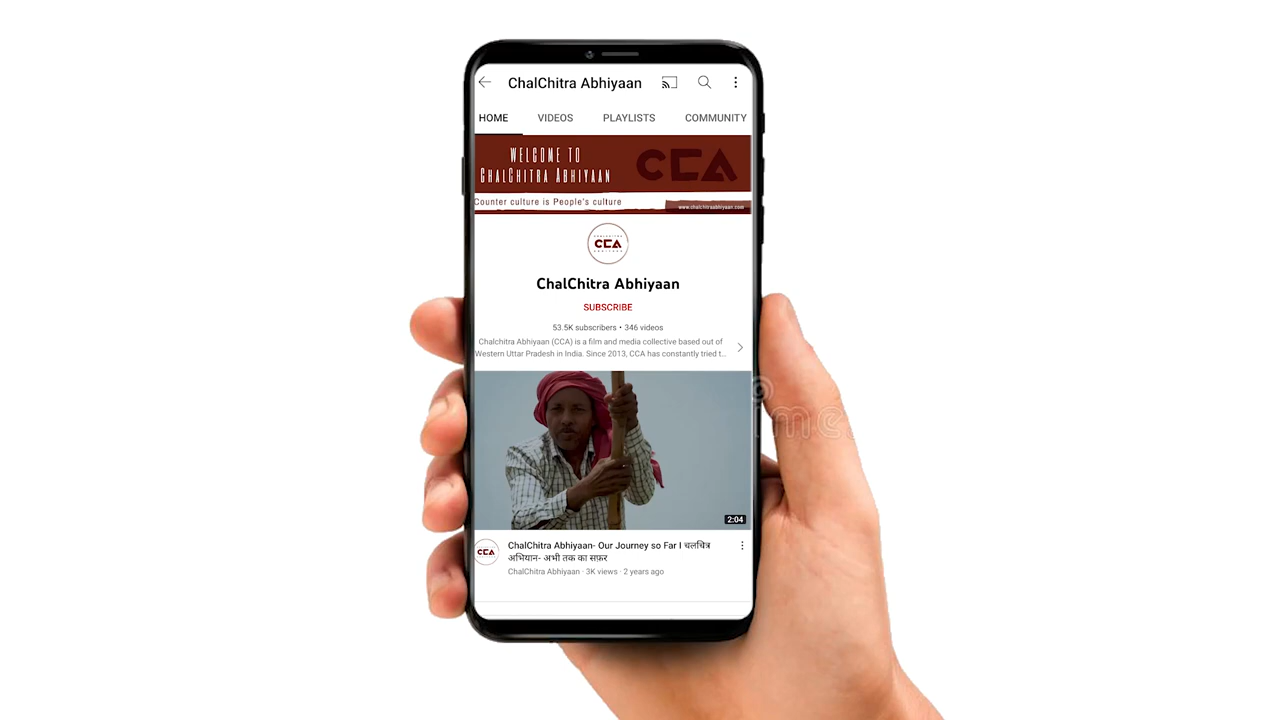 ChalChitra Abhiyaan
HOME VIDEOS PLAYLISTS COMMUNITY
WELCOME TO
CHALCHITRA ABHIYAAN
CCA
Counter culture is People's culture
www.chalchitraabhiyaan.com
CCA
ChalChitra Abhiyaan
SUBSCRIBE
53.5K subscribers • 346 videos
Chalchitra Abhiyaan (CCA) is a film and media collective based out of
Western Uttar Pradesh in India. Since 2013, CCA has constantly tried t...
2:04
CCA
ChalChitra Abhiyaan- Our Journey so Far I चलचित्र
अभियान- अभी तक का सफ़र
ChalChitra Abhiyaan · 3K views · 2 years ago